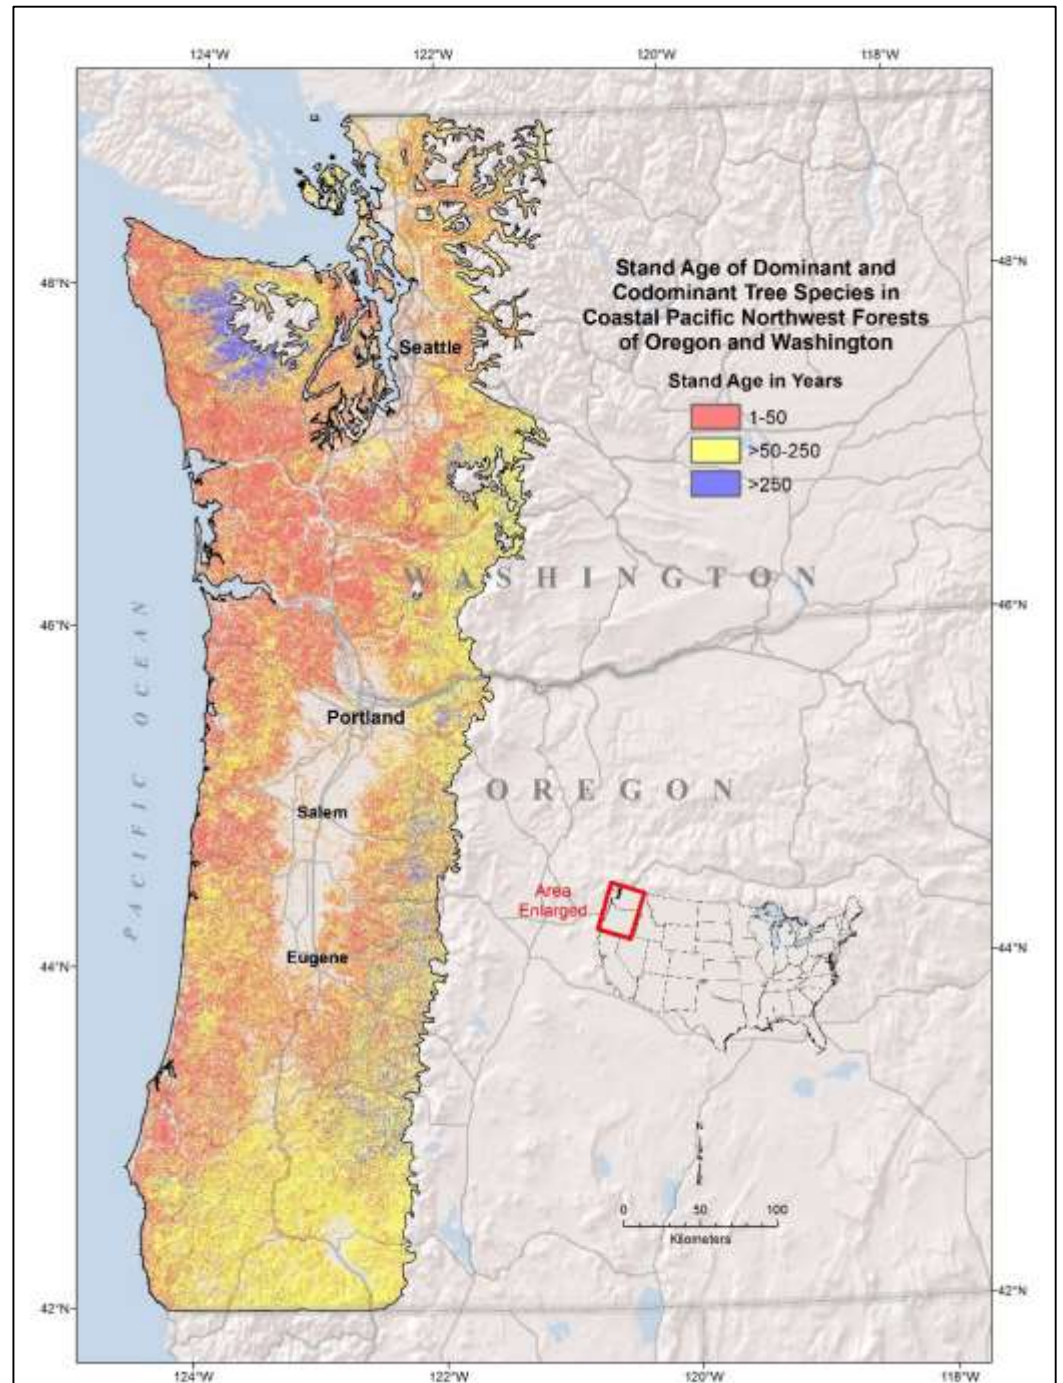 124°W 122°W 120°W 118°W
48°N
48°N
Stand Age of Dominant and
Codominant Tree Species in
Coastal Pacific Northwest Forests
of Oregon and Washington
Seattle
Stand Age in Years
1-50
>50-250
>250
WASHINGTON
46°N
46°N
PACIFIC OCEAN
Portland
OREGON
Salem
Area
Enlarged
44°N
44°N
Eugene
N
0 50 100
Kilometers
42°N
42°N
124°W 122°W 120°W 118°W